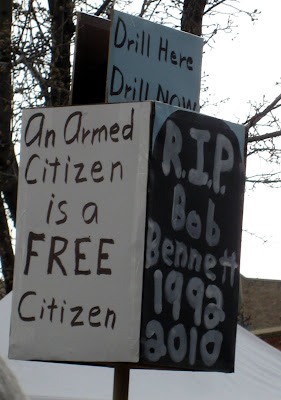 Drill Here
Drill NOW
An Armed
Citizen
is a
FREE
Citizen
R.I.P.
Bob
Bennett
1992
2010